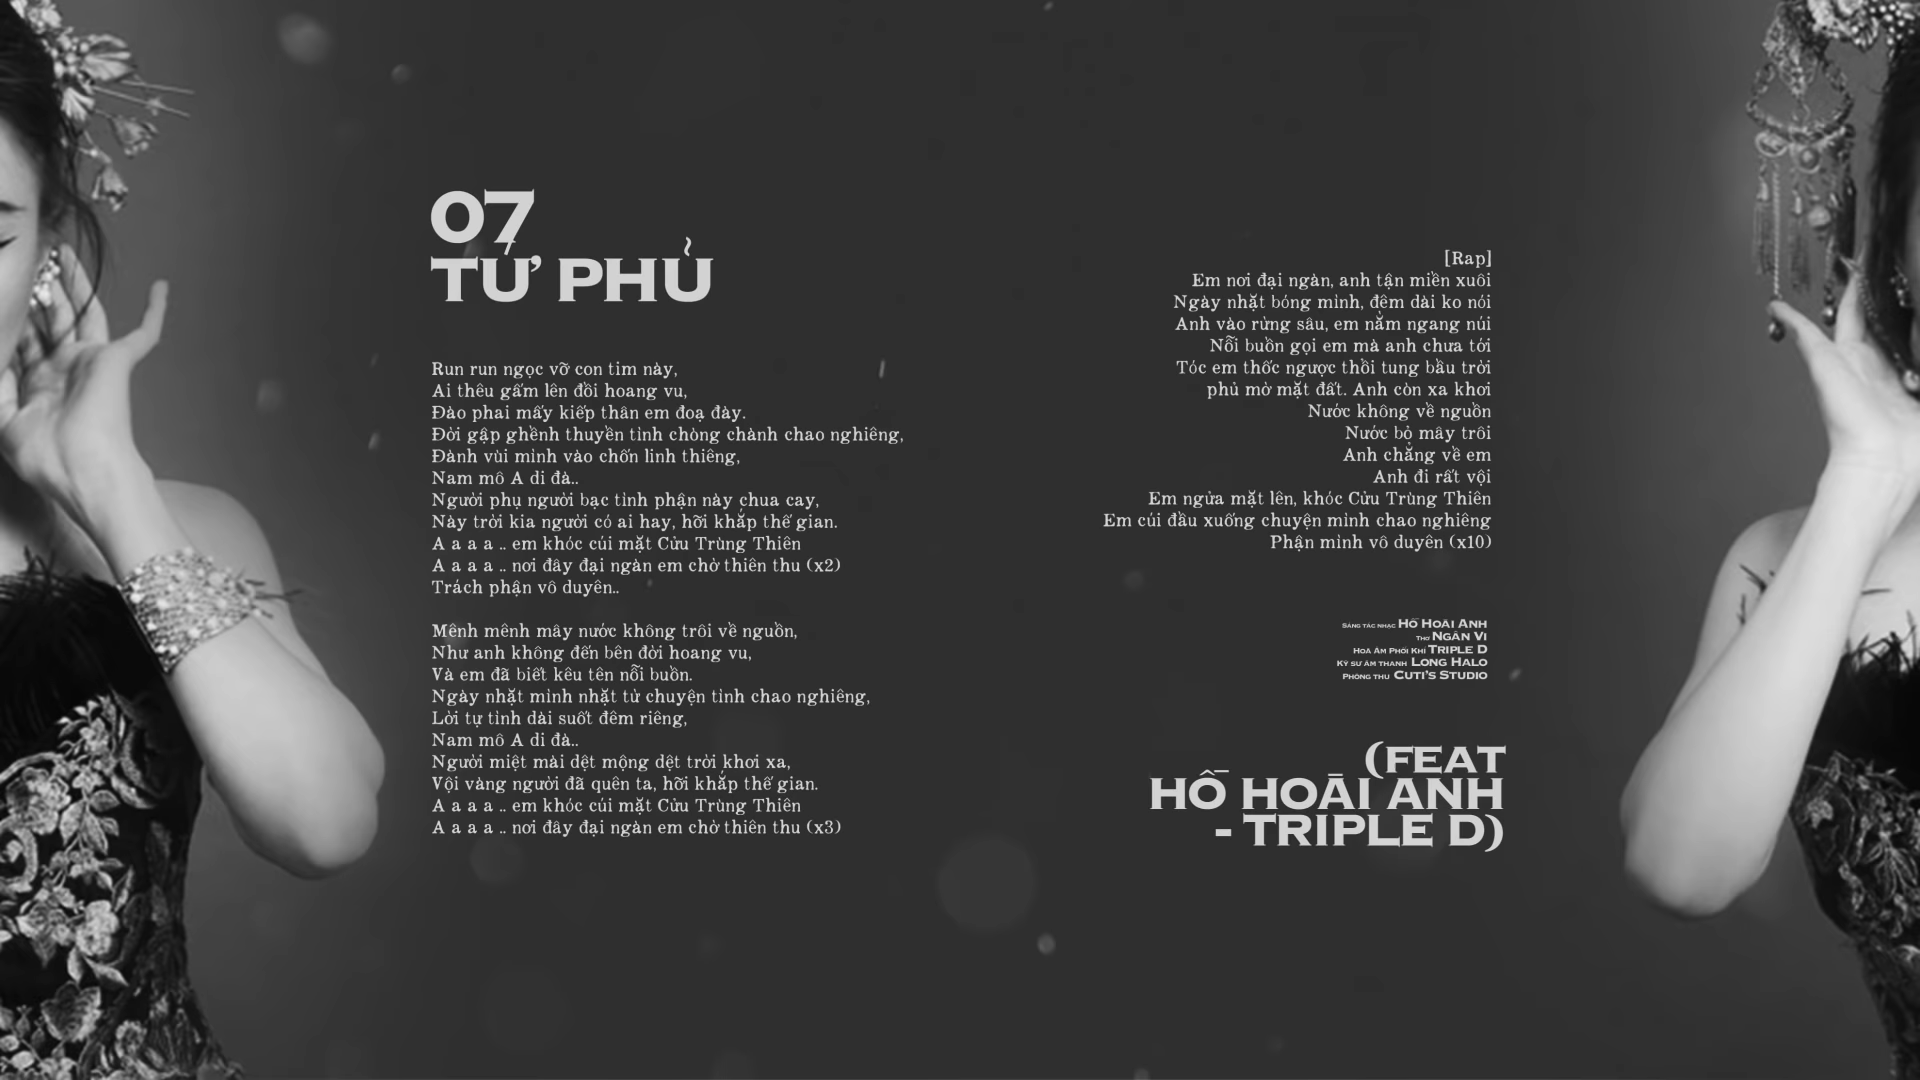 07
TỨ PHỦ
Run run ngọc vỡ con tim này,
Ai thêu gấm lên đồi hoang vu,
Đào phai mấy kiếp thân em đoạ đày.
Đời gập ghềnh thuyền tình chòng chành chao nghiêng,
Đành vùi mình vào chốn linh thiêng,
Nam mô A di đà..
Người phụ người bạc tình phận này chua cay,
Này trời kia người có ai hay, hỡi khắp thế gian.
A a a a .. em khóc cúi mặt Cửu Trùng Thiên
A a a a .. nơi đây đại ngàn em chờ thiên thu (x2)
Trách phận vô duyên..
Mênh mênh mây nước không trôi về nguồn,
Như anh không đến bên đời hoang vu,
Và em đã biết kêu tên nỗi buồn.
Ngày nhặt mình nhặt từ chuyện tình chao nghiêng,
Lời tự tình dài suốt đêm riêng,
Nam mô A di đà..
Người miệt mài dệt mộng dệt trời khơi xa,
Vội vàng người đã quên ta, hỡi khắp thế gian.
A a a a .. em khóc cúi mặt Cửu Trùng Thiên
A a a a .. nơi đây đại ngàn em chờ thiên thu (x3)
[Rap]
Em nơi đại ngàn, anh tận miền xuôi
Ngày nhặt bóng mình, đêm dài ko nói
Anh vào rừng sâu, em nằm ngang núi
Nỗi buồn gọi em mà anh chưa tới
Tóc em thốc ngược thổi tung bầu trời
phủ mờ mặt đất. Anh còn xa khơi
Nước không về nguồn
Nước bỏ mây trôi
Anh chẳng về em
Anh đi rất vội
Em ngửa mặt lên, khóc Cửu Trùng Thiên
Em cúi đầu xuống chuyện mình chao nghiêng
Phận mình vô duyên (x10)
Sáng tác nhạc Hồ Hoài Anh
Thơ Ngân Vi
Hoà âm Phối khí Triple D
Kỹ sư âm thanh Long Halo
Phòng thu Cuti's Studio
(FEAT
HỒ HOÀI ANH
- TRIPLE D)